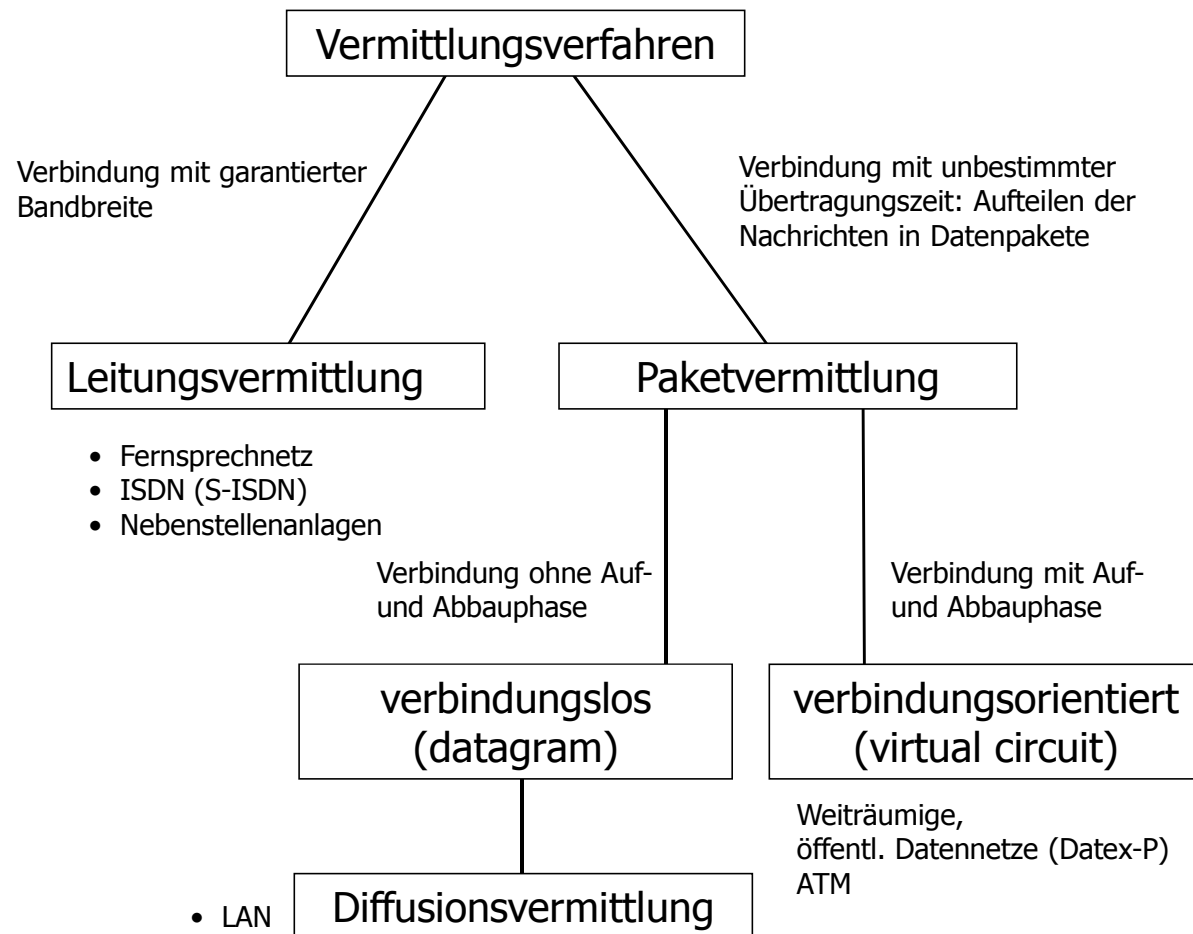 Vermittlungsverfahren
Verbindung mit garantierter
Bandbreite
Verbindung mit unbestimmter
Übertragungszeit: Aufteilen der
Nachrichten in Datenpakete
Leitungsvermittlung
Paketvermittlung
• Fernsprechnetz
• ISDN (S-ISDN)
• Nebenstellenanlagen
Verbindung ohne Auf-
und Abbauphase
Verbindung mit Auf-
und Abbauphase
verbindungslos
(datagram)
verbindungsorientiert
(virtual circuit)
Weiträumige,
öffentl. Datennetze (Datex-P)
ATM
• LAN
Diffusionsvermittlung